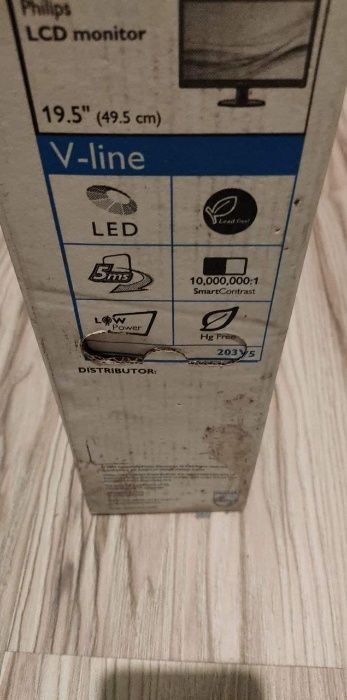 Philips
LCD monitor
19.5" (49.5 cm)
V-line
LED
Lead free!
5ms
10,000,000:1
SmartContrast
LOW
Power
Hg Free
203V5
DISTRIBUTOR: